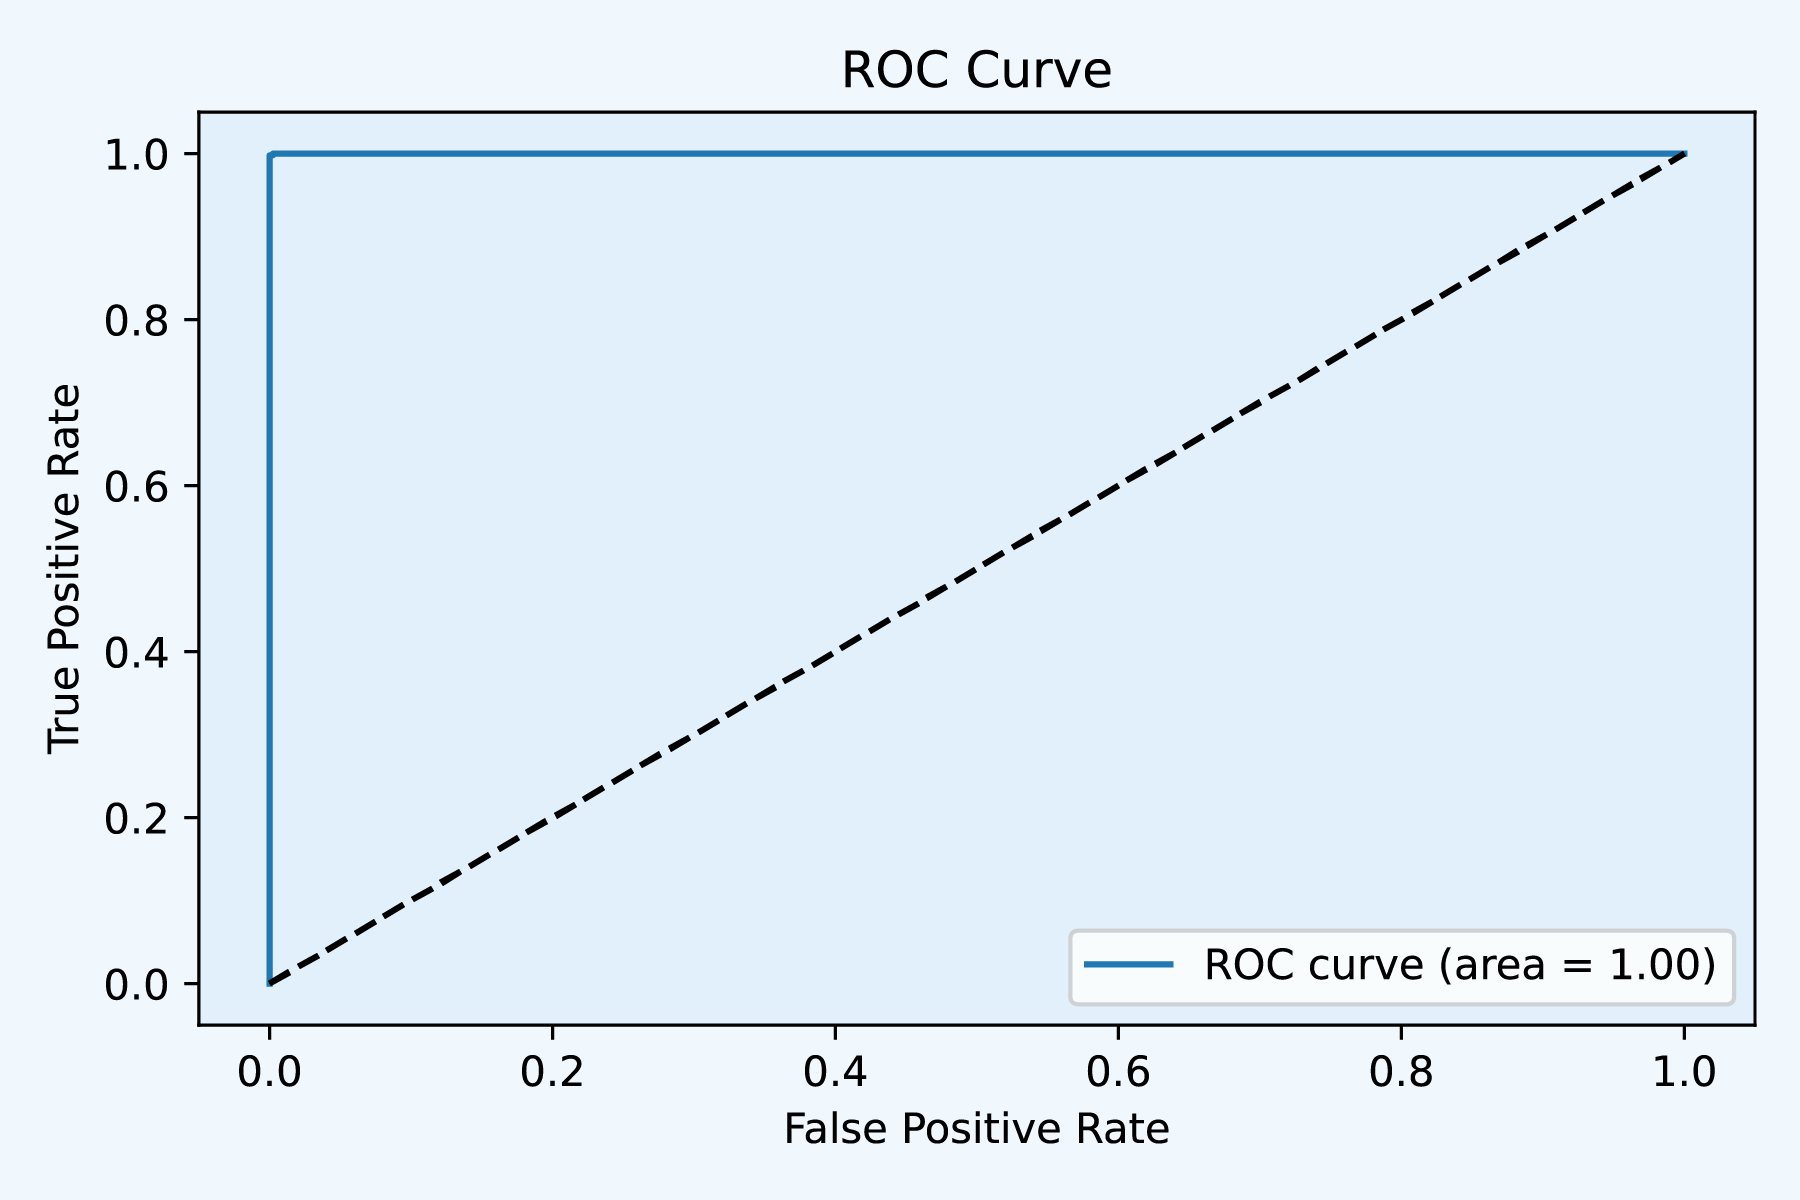 ROC Curve
1.0
0.8
0.6
0.4
0.2
0.0
True Positive Rate
ROC curve (area = 1.00)
0.0 0.2 0.4 0.6 0.8 1.0
False Positive Rate